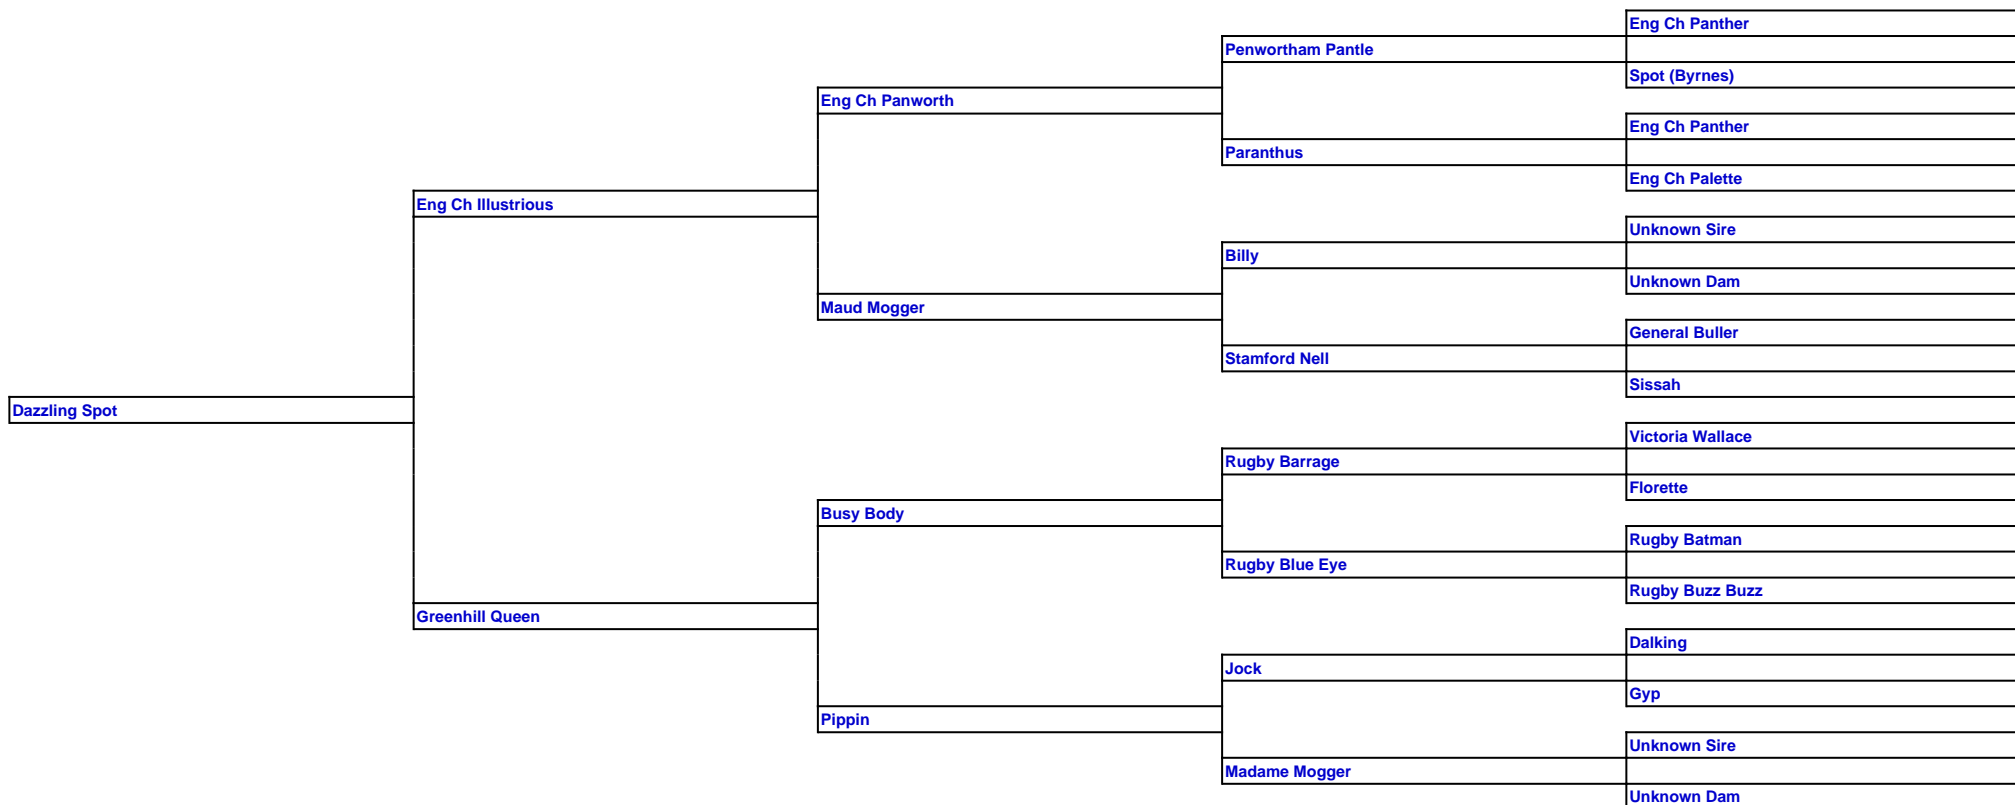 Eng Ch Panther
Penwortham Pantle
Spot (Byrnes)
Eng Ch Panworth
Eng Ch Panther
Paranthus
Eng Ch Palette
Eng Ch Illustrious
Unknown Sire
Billy
Unknown Dam
Maud Mogger
General Buller
Stamford Nell
Sissah
Dazzling Spot
Victoria Wallace
Rugby Barrage
Florette
Busy Body
Rugby Batman
Rugby Blue Eye
Rugby Buzz Buzz
Greenhill Queen
Dalking
Jock
Gyp
Pippin
Unknown Sire
Madame Mogger
Unknown Dam